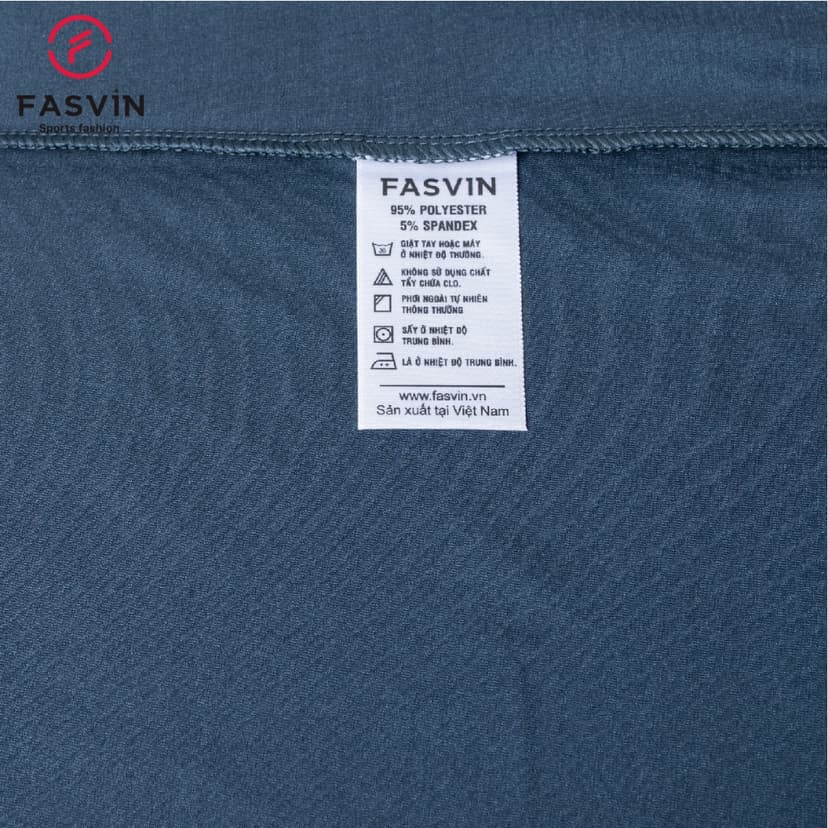 FASVIN
Sports fashion
FASVIN
95% POLYESTER
5% SPANDEX
30
GIẶT TAY HOẶC MÁY
Ở NHIỆT ĐỘ THƯỜNG.
KHÔNG SỬ DỤNG CHẤT
TẨY CHỨA CLO.
PHƠI NGOÀI TỰ NHIÊN
THÔNG THƯỜNG
SẤY Ở NHIỆT ĐỘ
TRUNG BÌNH.
LÀ Ở NHIỆT ĐỘ TRUNG BÌNH.
www.fasvin.vn
Sản xuất tại Việt Nam